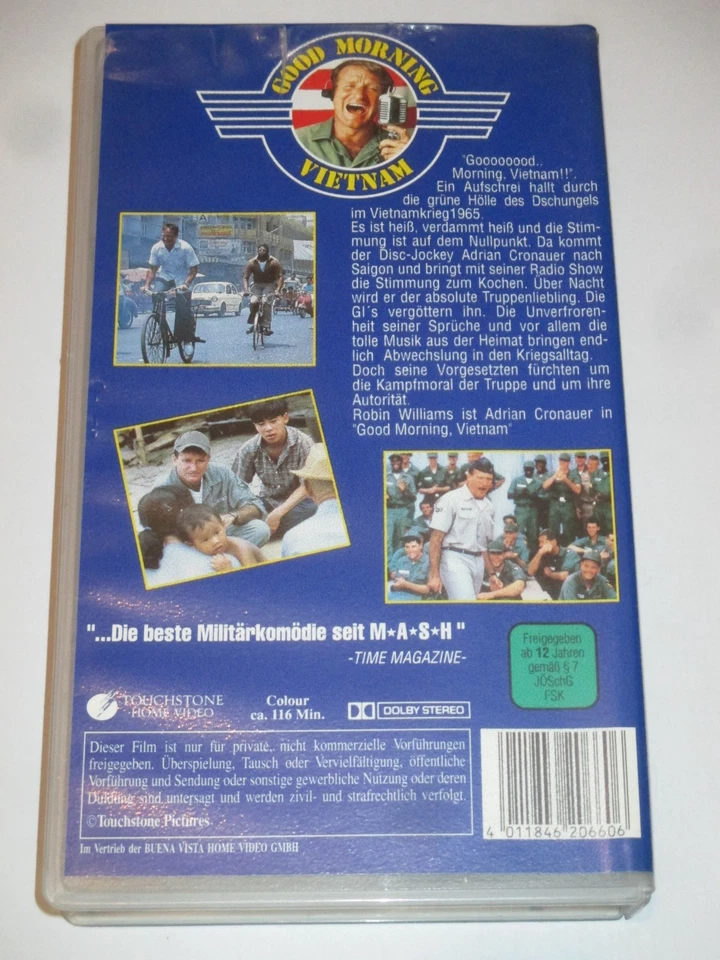 GOOD MORNING
VIETNAM
"Goooooood..
Morning, Vietnam!!".
Ein Aufschrei hallt durch
die grüne Hölle des Dschungels
im Vietnamkrieg1965.
Es ist heiß, verdammt heiß und die Stim-
mung ist auf dem Nullpunkt. Da kommt
der Disc-Jockey Adrian Cronauer nach
Saigon und bringt mit seiner Radio Show
die Stimmung zum Kochen. Über Nacht
wird er der absolute Truppenliebling. Die
GI´s vergöttern ihn. Die Unverfroren-
heit seiner Sprüche und vor allem die
tolle Musik aus der Heimat bringen end-
lich Abwechslung in den Kriegsalltag.
Doch seine Vorgesetzten fürchten um
die Kampfmoral der Truppe und um ihre
Autorität.
Robin Williams ist Adrian Cronauer in
"Good Morning, Vietnam"
"...Die beste Militärkomödie seit M★A★S★H"
-TIME MAGAZINE-
Freigegeben
ab 12 Jahren
gemäß § 7
JÖSchG
FSK
TOUCHSTONE
HOME VIDEO
Colour
ca. 116 Min.
DOLBY STEREO
Dieser Film ist nur für private, nicht kommerzielle Vorführungen
freigegeben. Überspielung, Tausch oder Vervielfältigung, öffentliche
Vorführung und Sendung oder sonstige gewerbliche Nutzung oder deren
Duldung sind untersagt und werden zivil- und strafrechtlich verfolgt.
©Touchstone Pictures
Im Vertrieb der BUENA VISTA HOME VIDEO GMBH
4 011846 206606